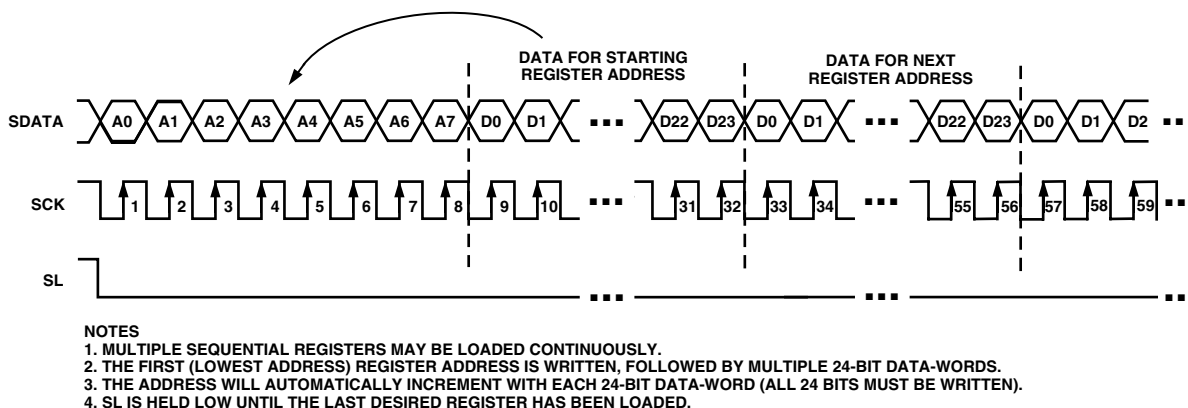 DATA FOR STARTING
REGISTER ADDRESS
DATA FOR NEXT
REGISTER ADDRESS
SDATA A0 A1 A2 A3 A4 A5 A6 A7 D0 D1 D22 D23 D0 D1 D22 D23 D0 D1 D2
SCK 1 2 3 4 5 6 7 8 9 10 31 32 33 34 55 56 57 58 59
SL
NOTES
1. MULTIPLE SEQUENTIAL REGISTERS MAY BE LOADED CONTINUOUSLY.
2. THE FIRST (LOWEST ADDRESS) REGISTER ADDRESS IS WRITTEN, FOLLOWED BY MULTIPLE 24-BIT DATA-WORDS.
3. THE ADDRESS WILL AUTOMATICALLY INCREMENT WITH EACH 24-BIT DATA-WORD (ALL 24 BITS MUST BE WRITTEN).
4. SL IS HELD LOW UNTIL THE LAST DESIRED REGISTER HAS BEEN LOADED.